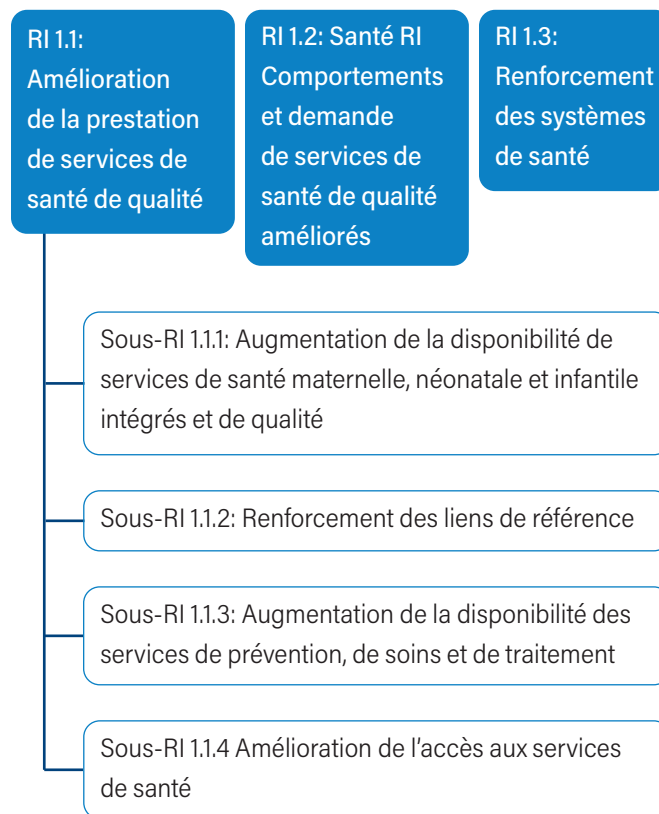 RI 1.1:
Amélioration
de la prestation
de services de
santé de qualité
RI 1.2: Santé RI
Comportements
et demande
de services de
santé de qualité
améliorés
RI 1.3:
Renforcement
des systèmes
de santé
Sous-RI 1.1.1: Augmentation de la disponibilité de
services de santé maternelle, néonatale et infantile
intégrés et de qualité
Sous-RI 1.1.2: Renforcement des liens de référence
Sous-RI 1.1.3: Augmentation de la disponibilité des
services de prévention, de soins et de traitement
Sous-RI 1.1.4 Amélioration de l'accès aux services
de santé